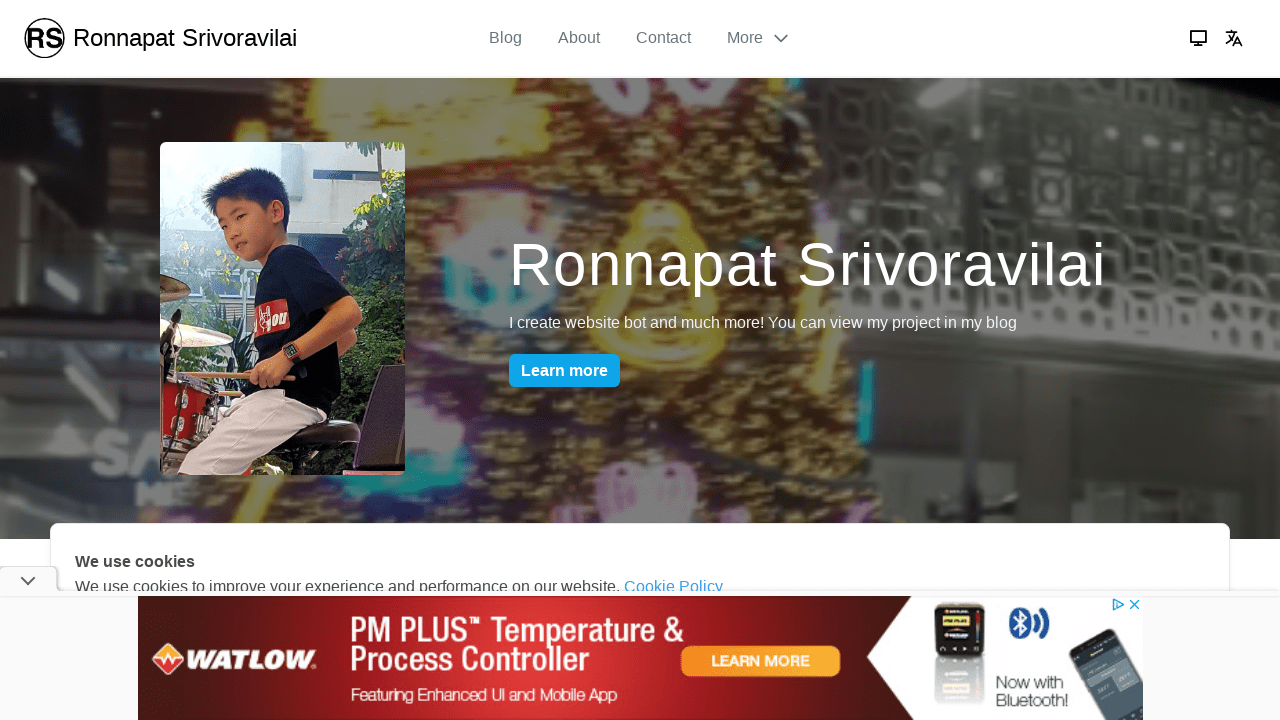 RS Ronnapat Srivoravilai
Blog About Contact More
Ronnapat Srivoravilai
I create website bot and much more! You can view my project in my blog
Learn more
We use cookies
We use cookies to improve your experience and performance on our website. Cookie Policy
WATLOW
PM PLUS™ Temperature &
Process Controller
Featuring Enhanced UI and Mobile App
LEARN MORE
Now with
Bluetooth!